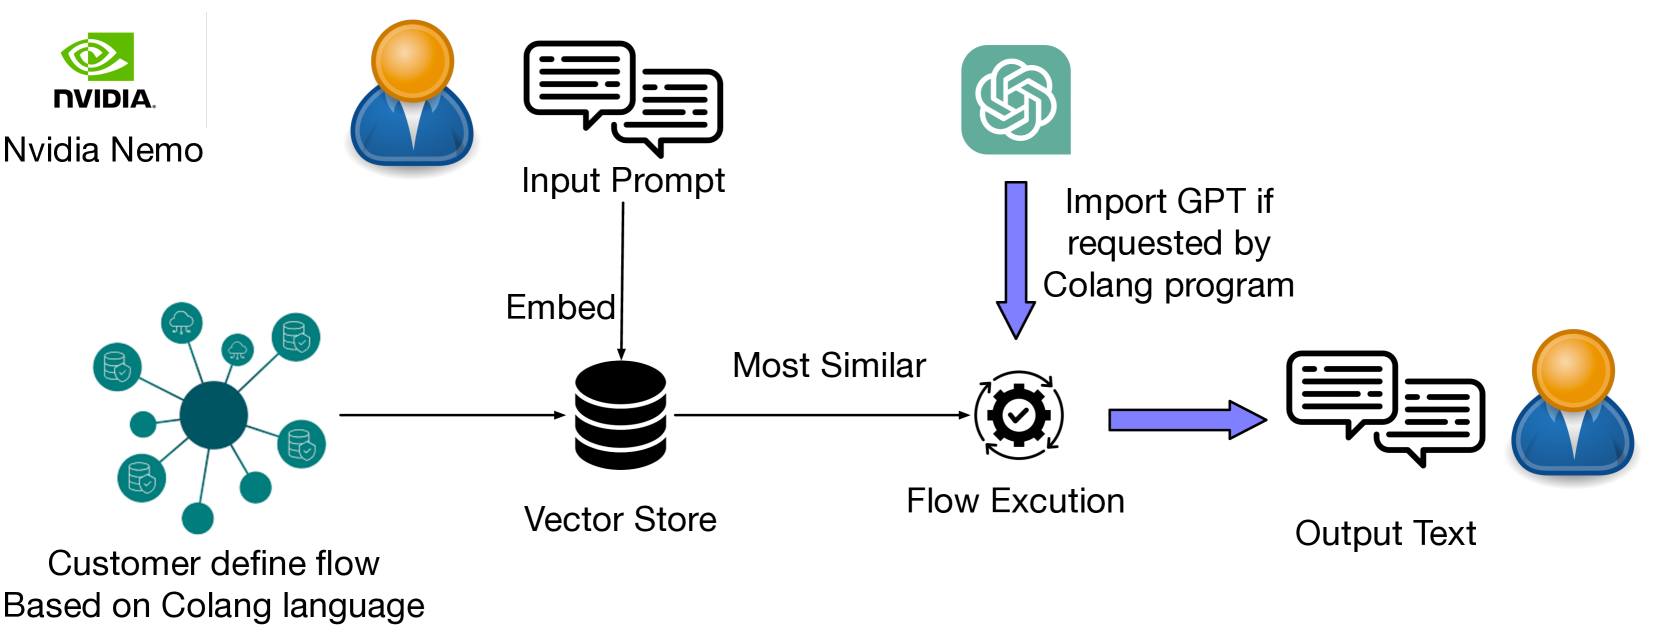 NVIDIA.
Nvidia Nemo
Input Prompt
Import GPT if
requested by
Colang program
Embed
Most Similar
Vector Store
Flow Excution
Output Text
Customer define flow
Based on Colang language